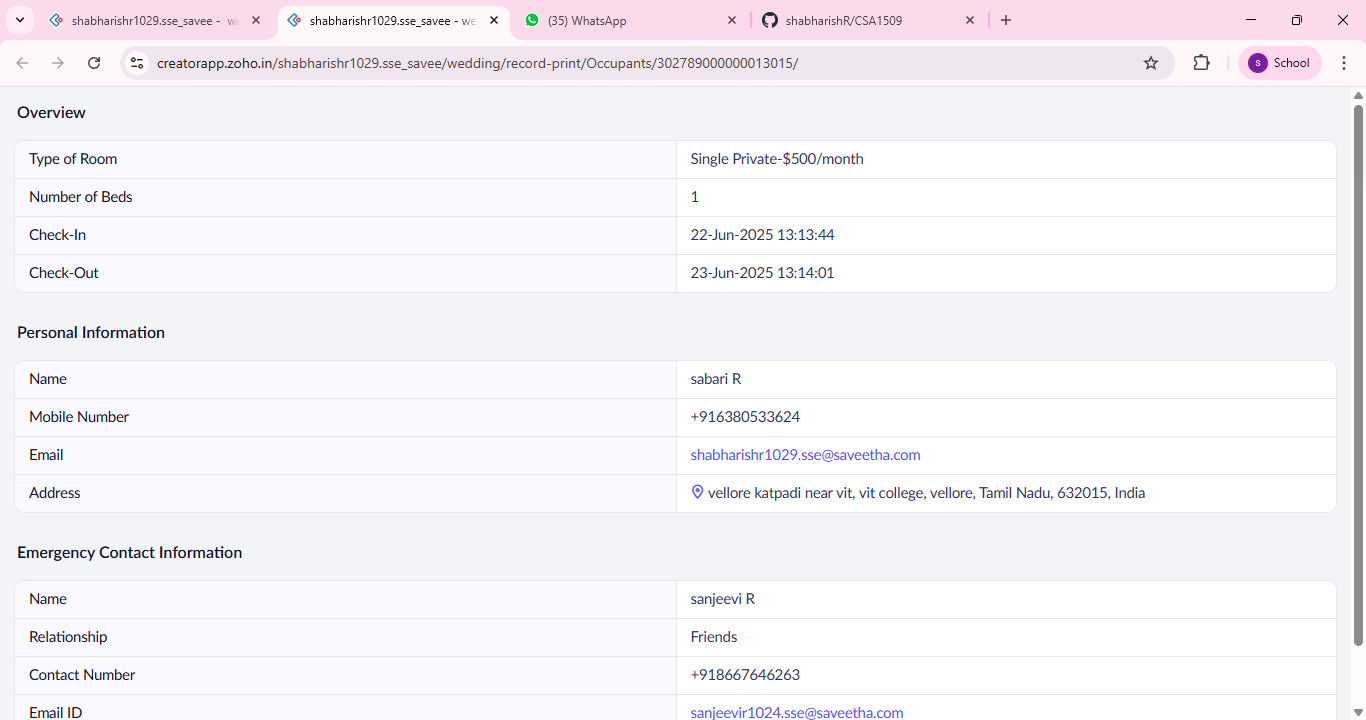 shabharishr1029.sse_savee - we
shabharishr1029.sse_savee - we
(35) WhatsApp
shabharishR/CSA1509
creatorapp.zoho.in/shabharishr1029.sse_savee/wedding/record-print/Occupants/302789000000013015/
S School
Overview
Type of Room Single Private-$500/month
Number of Beds 1
Check-In 22-Jun-2025 13:13:44
Check-Out 23-Jun-2025 13:14:01
Personal Information
Name sabari R
Mobile Number +916380533624
Email shabharishr1029.sse@saveetha.com
Address vellore katpadi near vit, vit college, vellore, Tamil Nadu, 632015, India
Emergency Contact Information
Name sanjeevi R
Relationship Friends
Contact Number +918667646263
Email ID sanjeevir1024.sse@saveetha.com